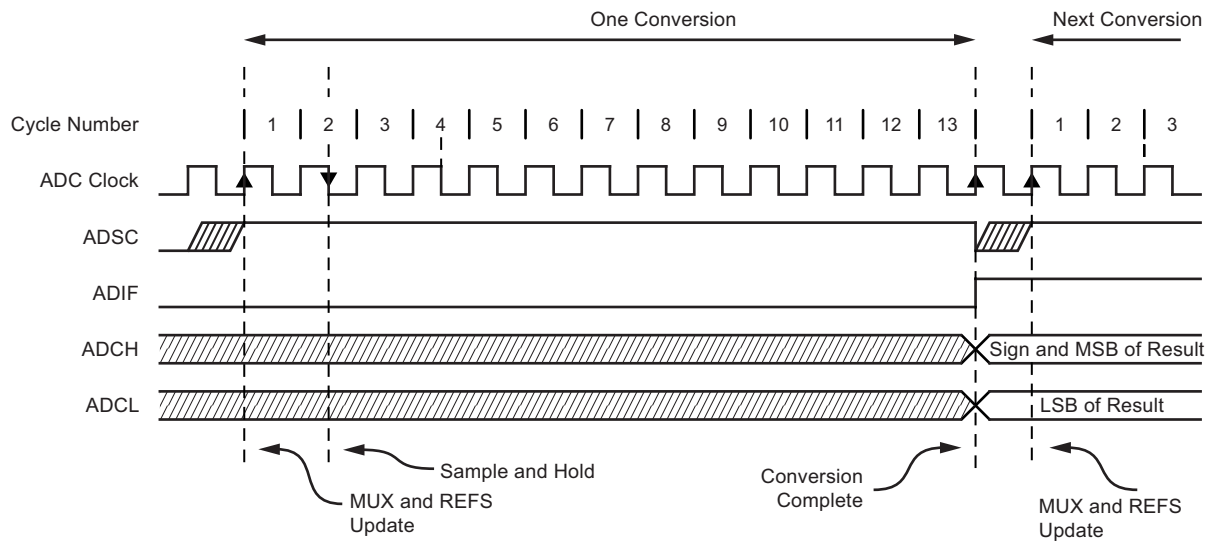 One Conversion
Next Conversion
Cycle Number
1 2 3 4 5 6 7 8 9 10 11 12 13 1 2 3
ADC Clock
ADSC
ADIF
ADCH
Sign and MSB of Result
ADCL
LSB of Result
Sample and Hold
MUX and REFS
Update
Conversion
Complete
MUX and REFS
Update